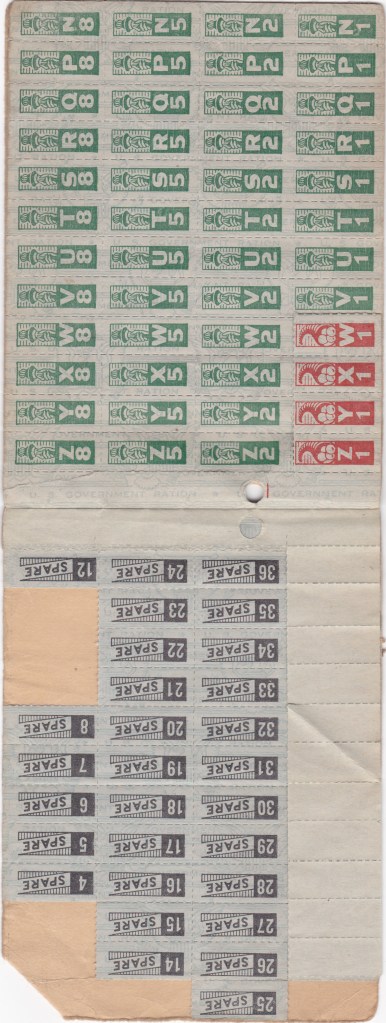 N8 N5 N2 N1
P8 P5 P2 P1
Q8 Q5 Q2 Q1
R8 R5 R2 R1
S8 S5 S2 S1
T8 T5 T2 T1
U8 U5 U2 U1
V8 V5 V2 V1
W8 W5 W2 W1
X8 X5 X2 X1
RATION
Y8 Y5 Y2 Y1
Z8 Z5 Z2 Z1
U. S. GOVERNMENT RATION GOVERNMENT RA
SPARE 12 SPARE 24 SPARE 36
SPARE 23 SPARE 35
SPARE 22 SPARE 34
SPARE 21 SPARE 33
SPARE 8 SPARE 20 SPARE 32
SPARE 7 SPARE 19 SPARE 31
SPARE 6 SPARE 18 SPARE 30
SPARE 5 SPARE 17 SPARE 29
SPARE 4 SPARE 16 SPARE 28
SPARE 15 SPARE 27
SPARE 14 SPARE 26
SPARE 25